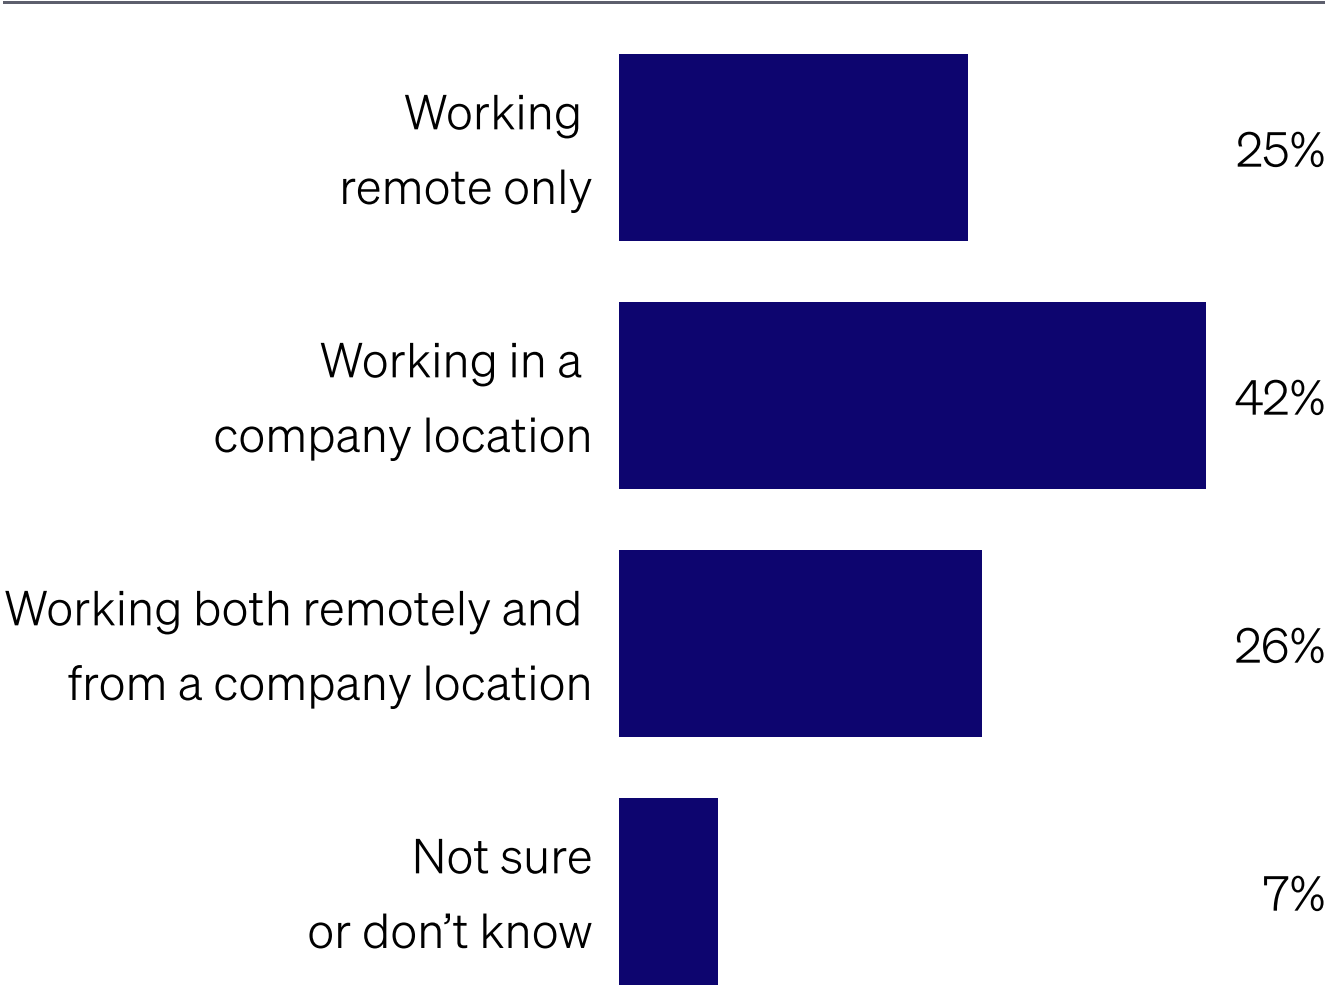 Working
remote only
25%
Working in a
company location
42%
Working both remotely and
from a company location
26%
Not sure
or don’t know
7%